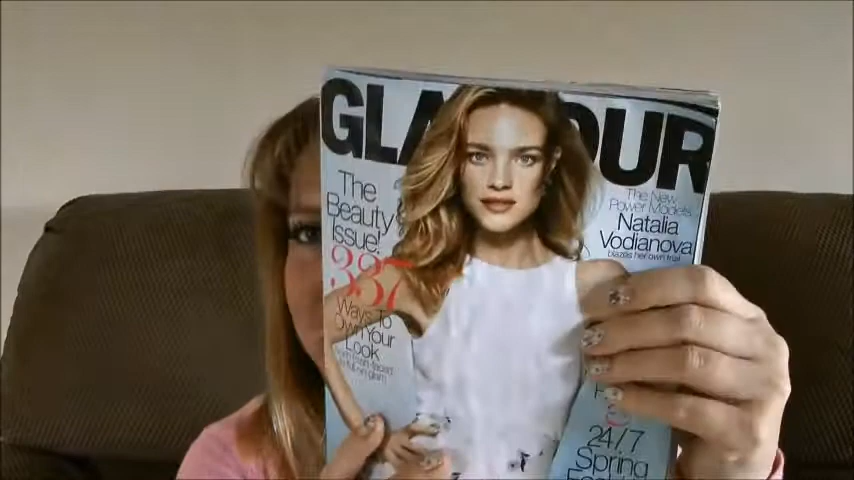 GLAMOUR
The
Beauty
Issue!
337
Ways To
Own Your
Look
The New
Power Models
Natalia
Vodianova
blazes her own trail
24/7
Spring